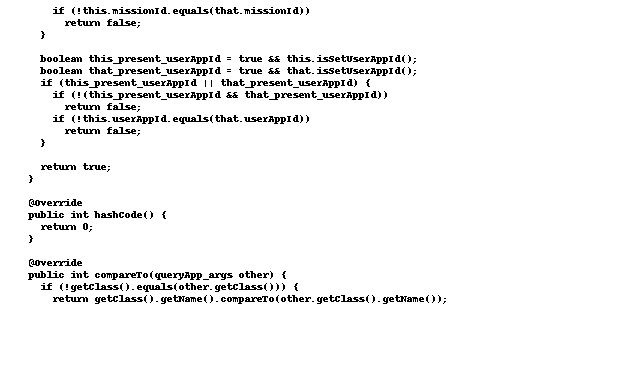 if (!this.missionId.equals(that.missionId))
return false;
}
boolean this_present_userAppId = true && this.isSetUserAppId();
boolean that_present_userAppId = true && that.isSetUserAppId();
if (this_present_userAppId || that_present_userAppId) {
if (!(this_present_userAppId && that_present_userAppId))
return false;
if (!this.userAppId.equals(that.userAppId))
return false;
}
return true;
}
@Override
public int hashCode() {
return 0;
}
@Override
public int compareTo(queryApp_args other) {
if (!getClass().equals(other.getClass())) {
return getClass().getName().compareTo(other.getClass().getName());